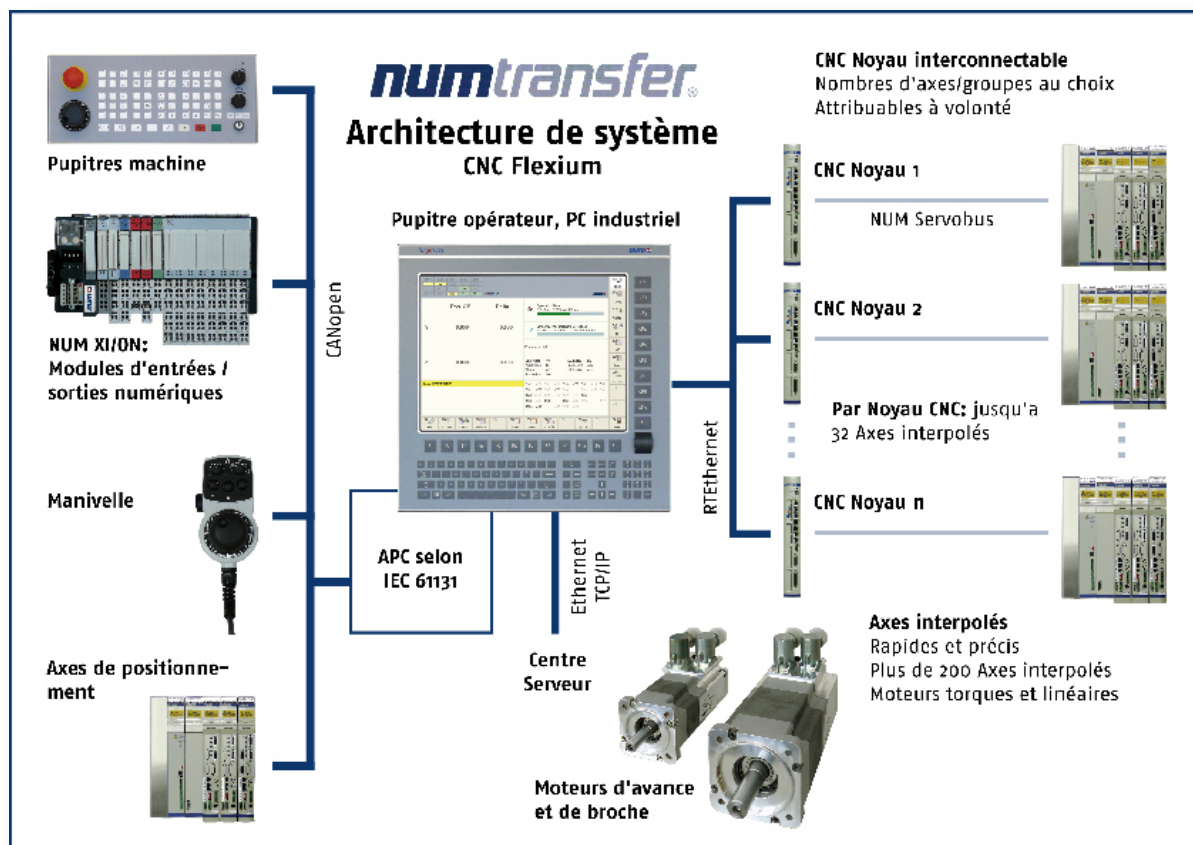 numtransfer®
Architecture de système
CNC Flexium
Pupitre opérateur, PC industriel
Pupitres machine
NUM XI/ON:
Modules d'entrées /
sorties numériques
Manivelle
Axes de positionne-
ment
CANopen
APC selon
IEC 61131
Ethernet
TCP/IP
Centre
Serveur
RTEthernet
CNC Noyau interconnectable
Nombres d'axes/groupes au choix
Attribuables à volonté
CNC Noyau 1
NUM Servobus
CNC Noyau 2
Par Noyau CNC: jusqu'a
32 Axes interpolés
CNC Noyau n
Axes interpolés
Rapides et précis
Plus de 200 Axes interpolés
Moteurs torques et linéaires
Moteurs d'avance
et de broche